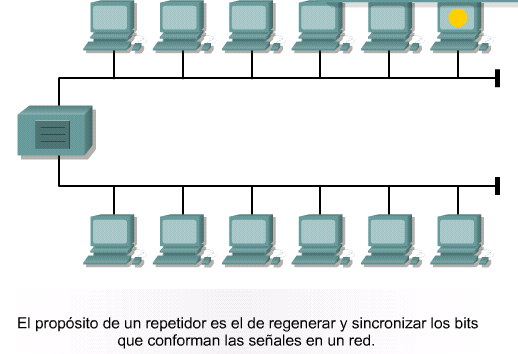 El propósito de un repetidor es el de regenerar y sincronizar los bits
que conforman las señales en un red.